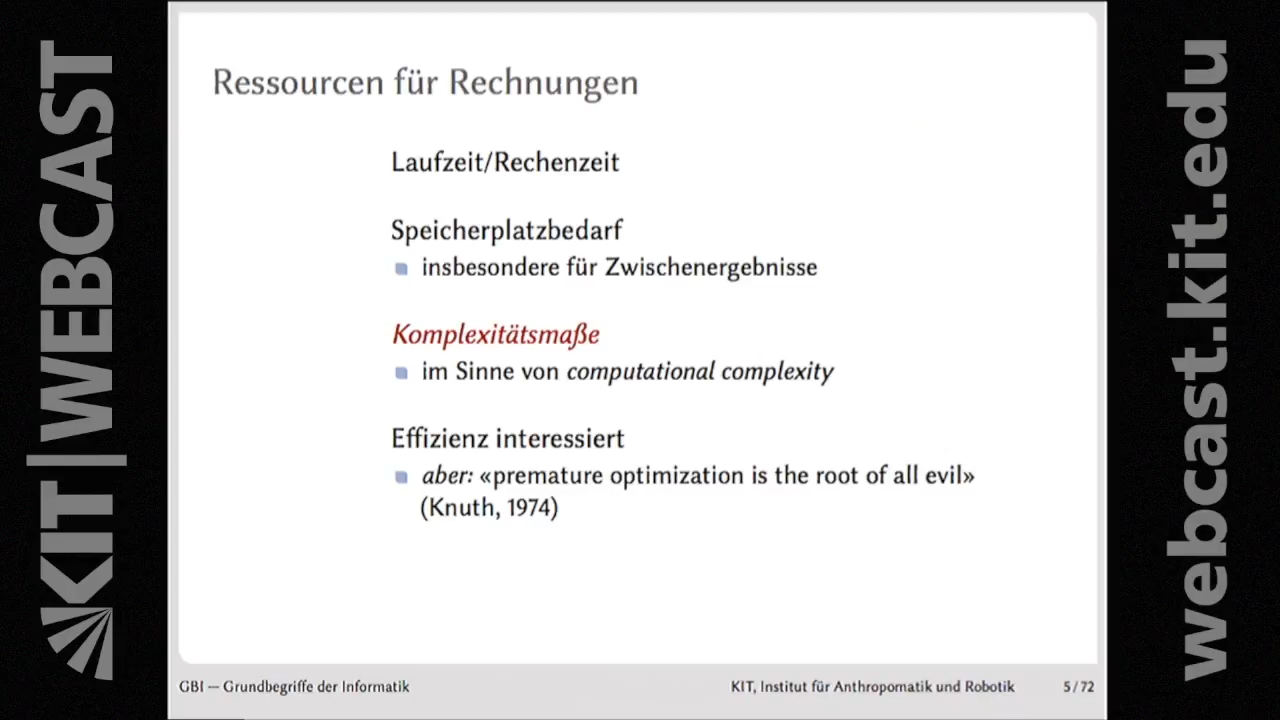 KIT|WEBCAST
Ressourcen für Rechnungen
Laufzeit/Rechenzeit
Speicherplatzbedarf
insbesondere für Zwischenergebnisse
Komplexitätsmaße
im Sinne von computational complexity
Effizienz interessiert
aber: «premature optimization is the root of all evil»
(Knuth, 1974)
GBI — Grundbegriffe der Informatik
KIT, Institut für Anthropomatik und Robotik
5 / 72
webcast.kit.edu